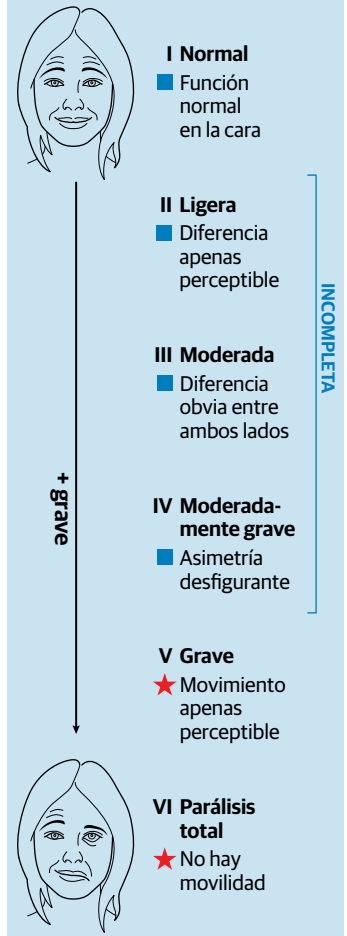 I Normal
Función
normal
en la cara
II Ligera
Diferencia
apenas
perceptible
III Moderada
Diferencia
obvia entre
ambos lados
INCOMPLETA
+ grave
IV Moderada-
mente grave
Asimetría
desfigurante
V Grave
Movimiento
apenas
perceptible
VI Parálisis
total
No hay
movilidad